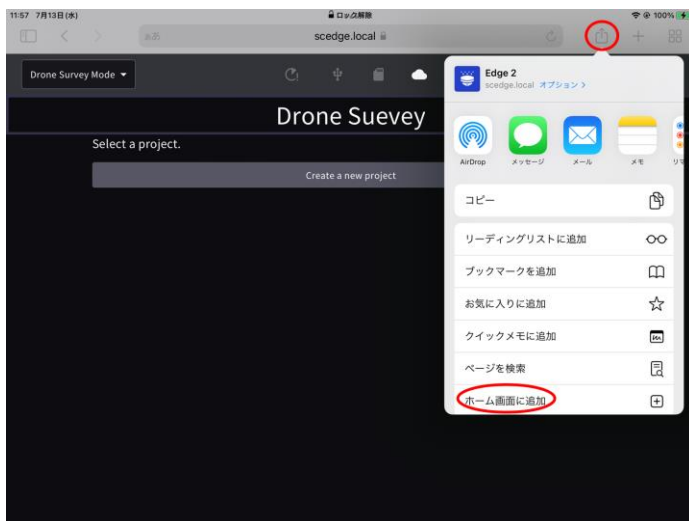 11:57 7月13日(水)
ロック解除
100%
ああ
scedge.local
Drone Survey Mode
Edge 2
scedge.local オプション >
Drone Suevey
Select a project.
Create a new project
AirDrop
メッセージ
メール
メモ
コピー
リーディングリストに追加
ブックマークを追加
お気に入りに追加
クイックメモに追加
ページを検索
ホーム画面に追加